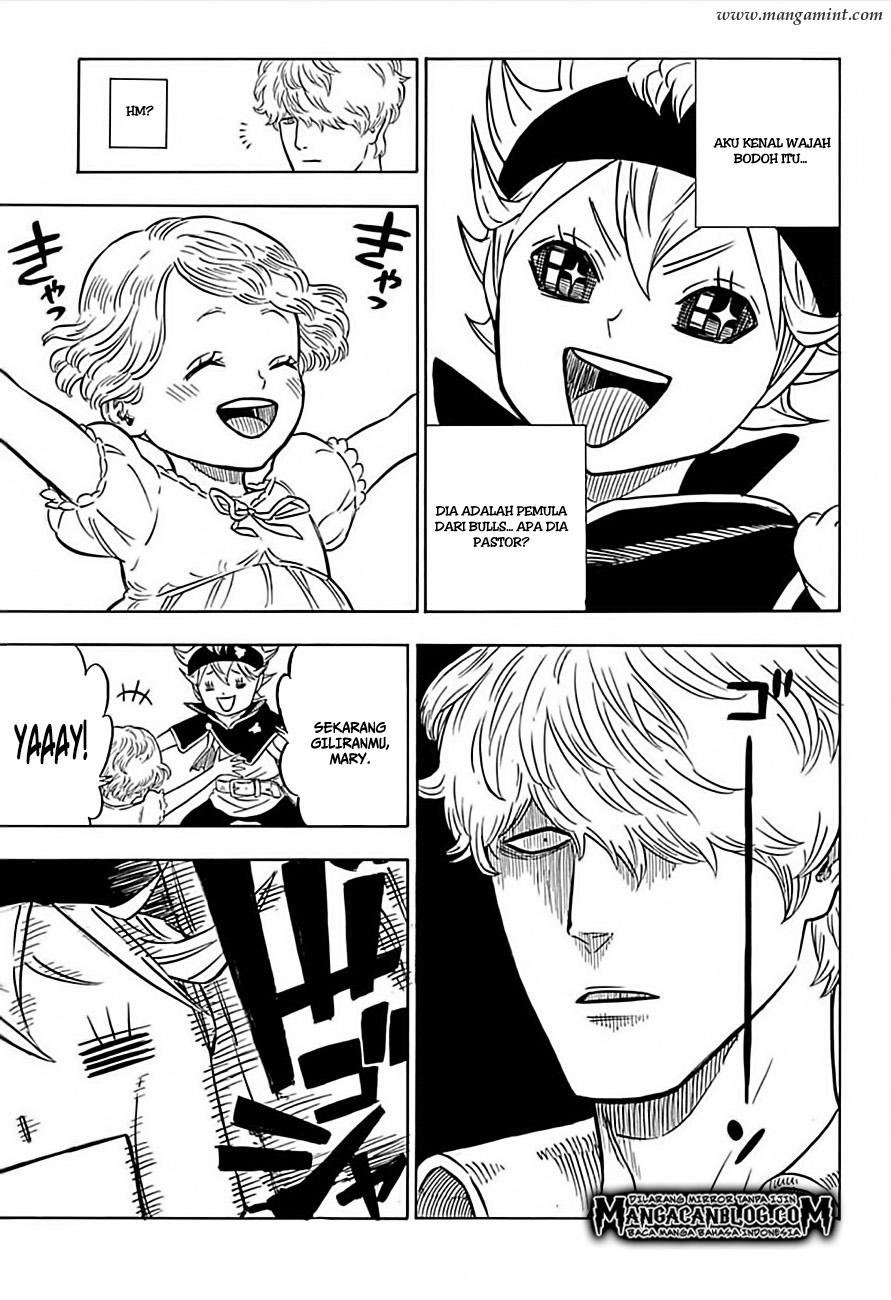 www.mangamint.com
AKU KENAL WAJAH
BODOH ITU...
DIA ADALAH PEMULA
DARI BULLS... APA DIA
PASTOR?
HM?
きゃっ
きゃっ
ゴ"
SEKARANG
GILIRANMU,
MARY.
YAAAY!
DILARANG MIRROR TANPA IJIN
MANGACANBLOG.COM
BACA MANGA BAHASA INDONESIA